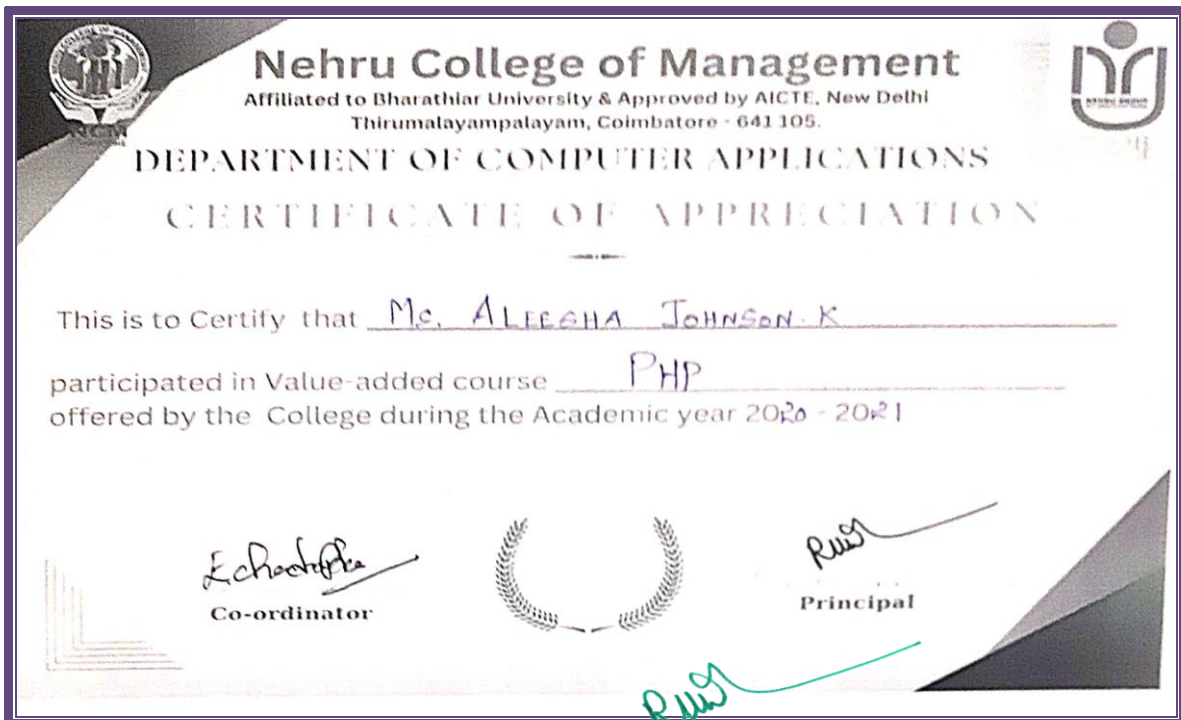 Nehru College of Management
Affiliated to Bharathiar University & Approved by AICTE, New Delhi
Thirumalayampalayam, Coimbatore - 641 105.
NCM
DEPARTMENT OF COMPUTER APPLICATIONS
CERTIFICATE OF APPRECIATION
This is to Certify that Ms. ALEESHA JOHNSON. K
participated in Value-added course PHP
offered by the College during the Academic year 2020 - 2021
Co-ordinator
Principal